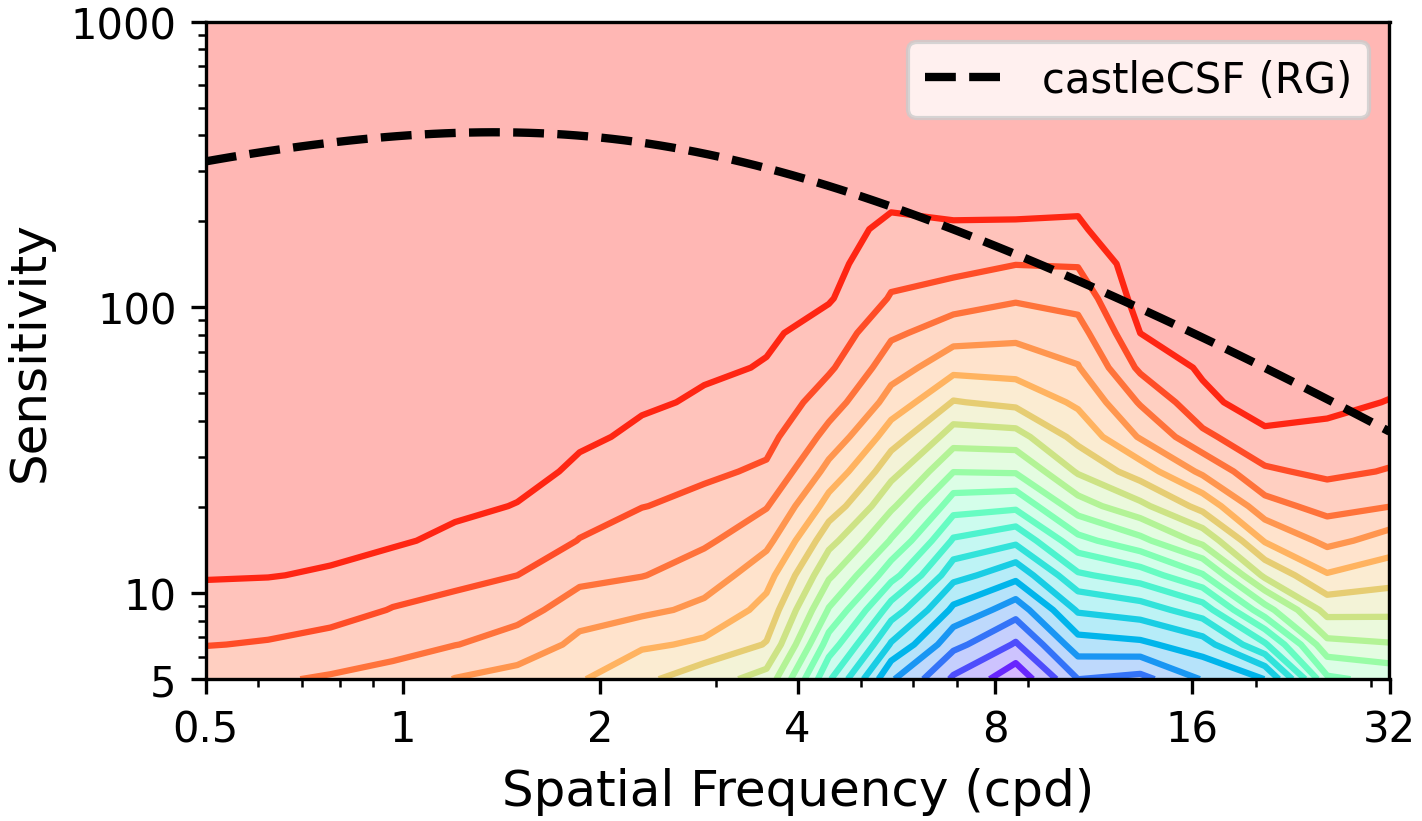 1000
100
10
5
Sensitivity
castleCSF (RG)
0.5 1 2 4 8 16 32
Spatial Frequency (cpd)